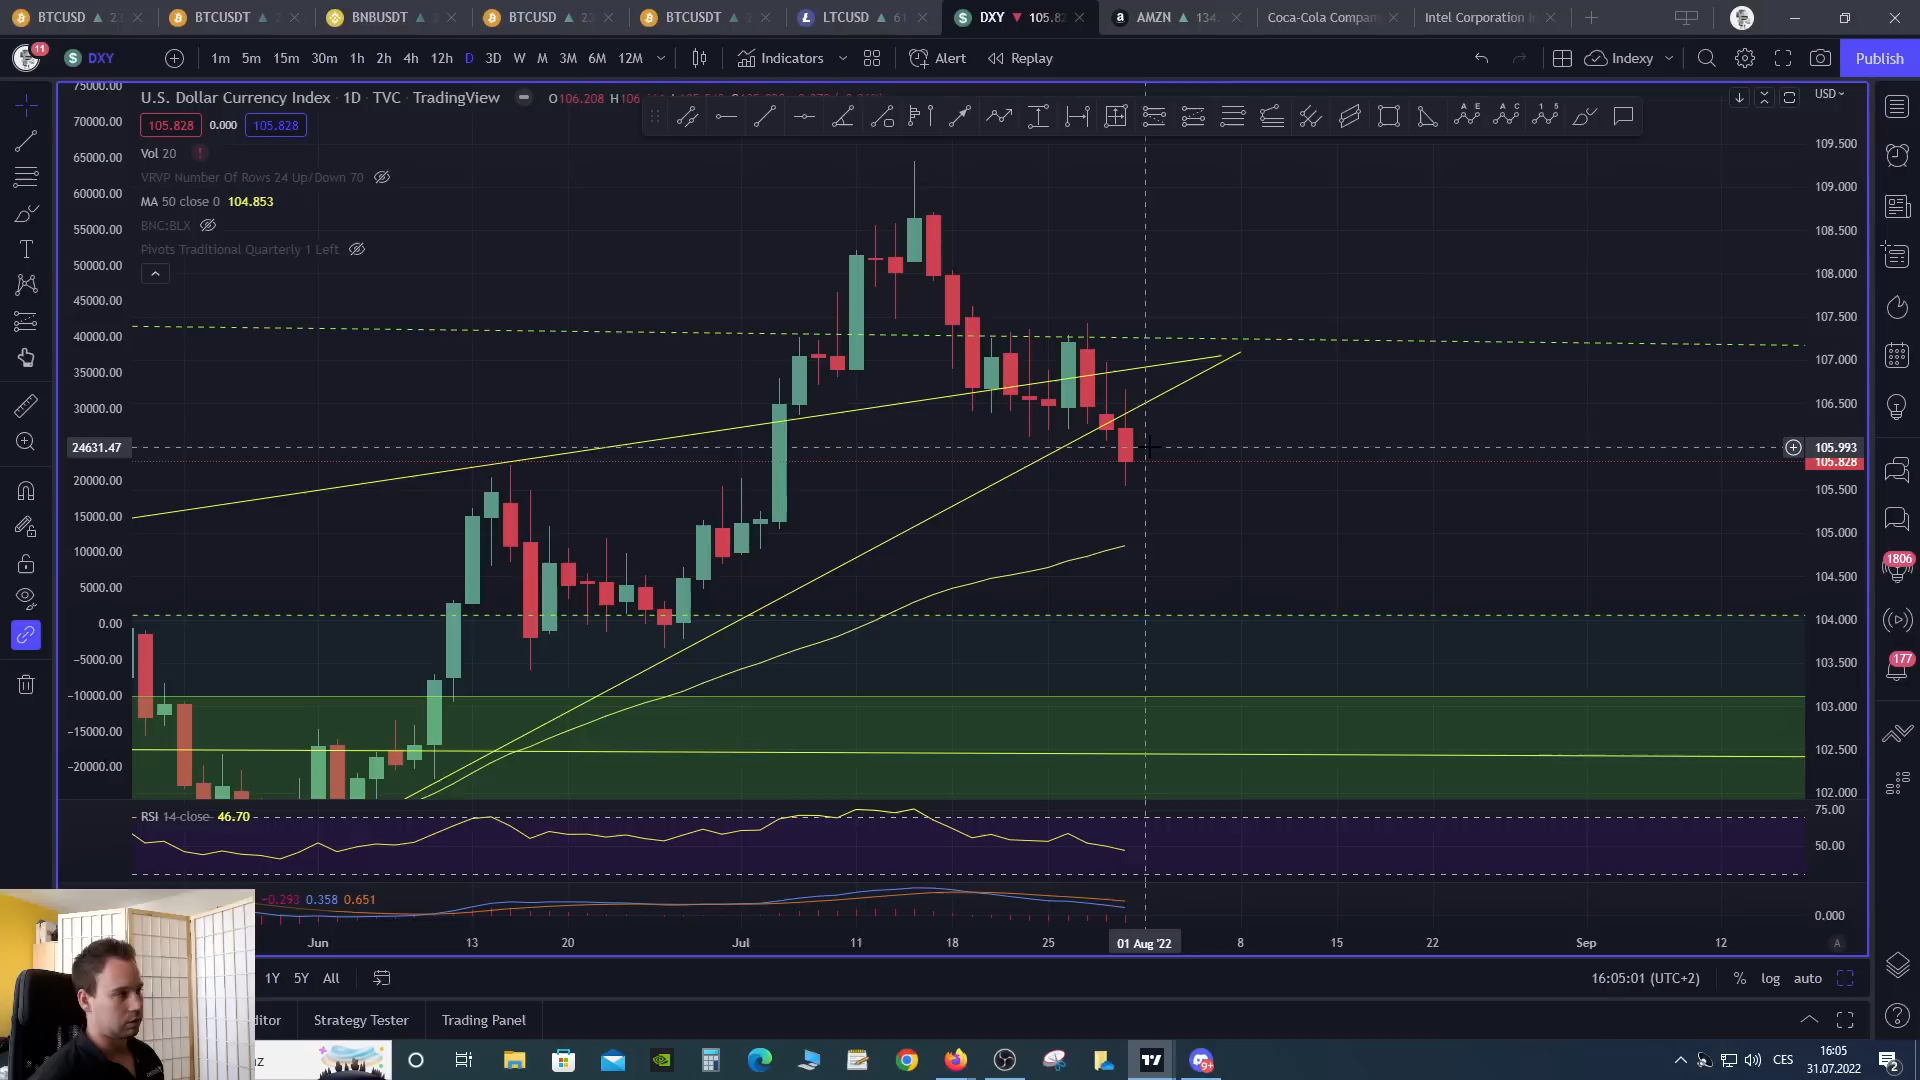 BTCUSD ▲ 23
BTCUSDT ▲ 2
BNBUSDT ▲
BTCUSD ▲ 23
BTCUSDT ▲ 2
LTCUSD ▲ 61
DXY ▼ 105.82
AMZN ▲ 134.
Coca-Cola Compan
Intel Corporation
11
DXY
1m 5m 15m 30m 1h 2h 4h 12h D 3D W M 3M 6M 12M
Indicators
Alert
Replay
Indexy
Publish
U.S. Dollar Currency Index · 1D · TVC · TradingView
O106.208 H106
USD
105.828 0.000 105.828
Vol 20
VRVP Number Of Rows 24 Up/Down 70
MA 50 close 0 104.853
BNC:BLX
Pivots Traditional Quarterly 1 Left
75000.00
70000.00
65000.00
60000.00
55000.00
50000.00
45000.00
40000.00
35000.00
30000.00
24631.47
20000.00
15000.00
10000.00
5000.00
0.00
−5000.00
−10000.00
−15000.00
−20000.00
109.500
109.000
108.500
108.000
107.500
107.000
106.500
105.993
105.828
105.500
105.000
104.500
104.000
103.500
103.000
102.500
102.000
75.00
50.00
0.000
RSI 14 close 46.70
−0.293 0.358 0.651
Jun 13 20 Jul 11 18 25 01 Aug '22 8 15 22 Sep 12
A
1806
177
1Y 5Y All
16:05:01 (UTC+2)
% log auto
ditor
Strategy Tester
Trading Panel
9+
CES
16:05
31.07.2022
2